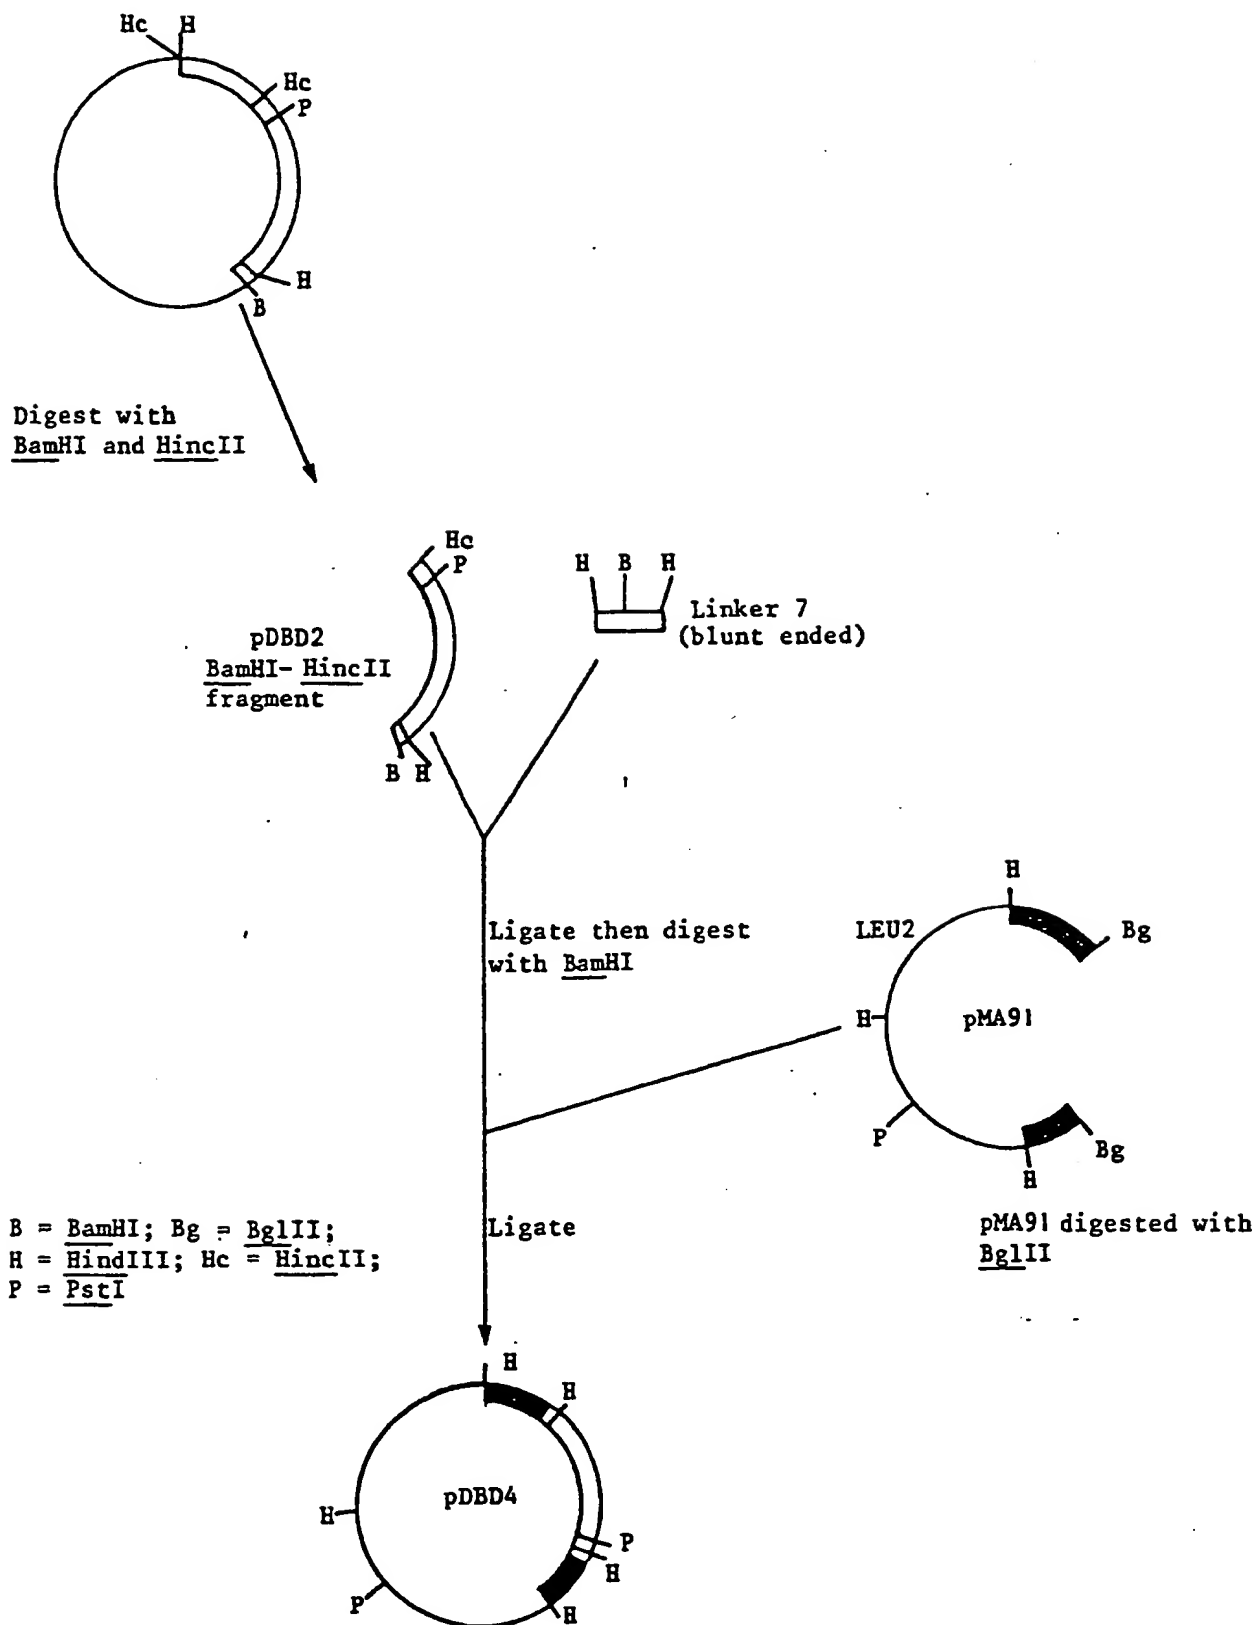 Hc H
Hc
P
H
B
Digest with
BamHI and HincII
Hc
P
pDBD2
BamHI- HincII
fragment
B H
H B H
Linker 7
(blunt ended)
Ligate then digest
with BamHI
H
LEU2
Bg
H
pMA91
P
Bg
H
pMA91 digested with
BglII
B = BamHI; Bg = BglII;
H = HindIII; Hc = HincII;
P = PstI
Ligate
H
H
H
pDBD4
P
H
P
H